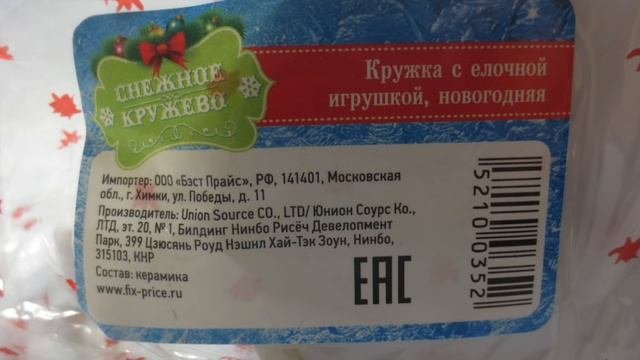 СНЕЖНОЕ
КРУЖЕВО
Кружка с елочной
игрушкой, новогодняя
Импортер: ООО «Бэст Прайс», РФ, 141401, Московская
обл., г. Химки, ул. Победы, д. 11
Производитель: Union Source CO., LTD/ Юнион Соурс Ко.,
ЛТД, эт. 20, № 1, Билдинг Нинбо Рисёч Девелопмент
Парк, 399 Цзюсянь Роуд Нэшнл Хай-Тэк Зоун, Нинбо,
315103, КНР
Состав: керамика
www.fix-price.ru
EAC
52100352